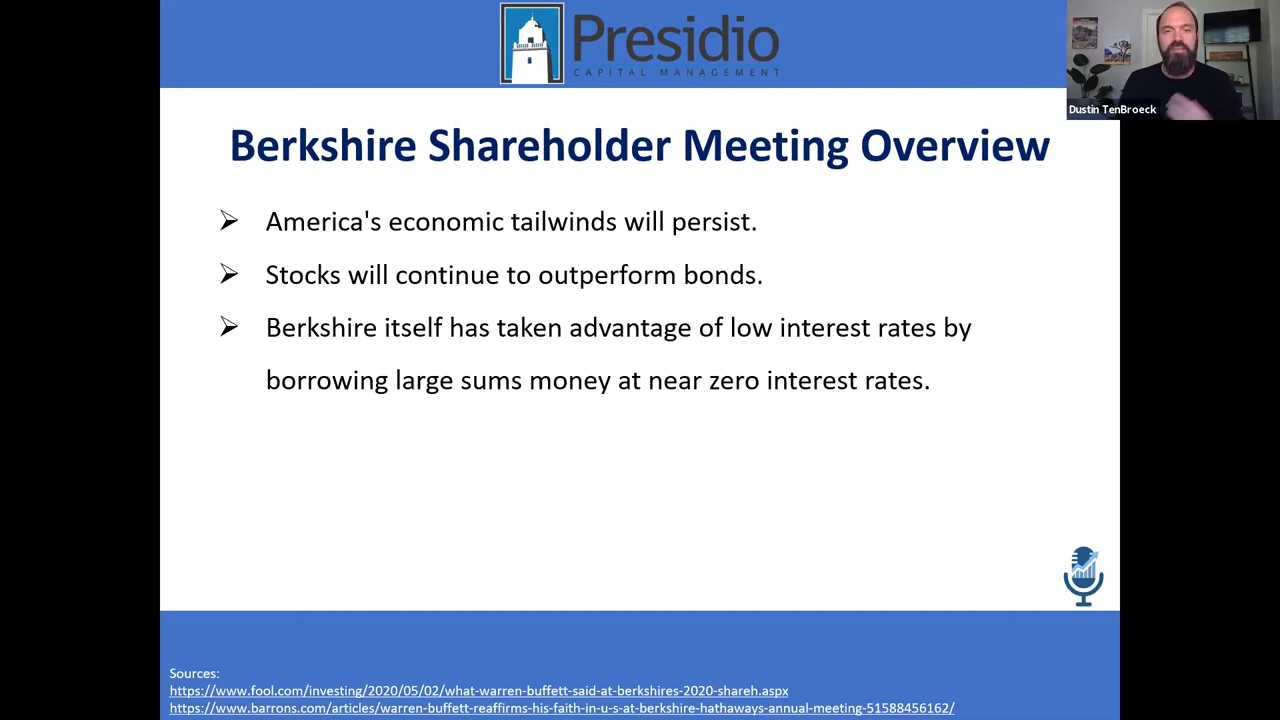 Presidio
CAPITAL MANAGEMENT
Dustin TenBroeck
Berkshire Shareholder Meeting Overview
America's economic tailwinds will persist.
Stocks will continue to outperform bonds.
Berkshire itself has taken advantage of low interest rates by
borrowing large sums money at near zero interest rates.
Sources:
https://www.fool.com/investing/2020/05/02/what-warren-buffett-said-at-berkshires-2020-shareh.aspx
https://www.barrons.com/articles/warren-buffett-reaffirms-his-faith-in-u-s-at-berkshire-hathaways-annual-meeting-51588456162/